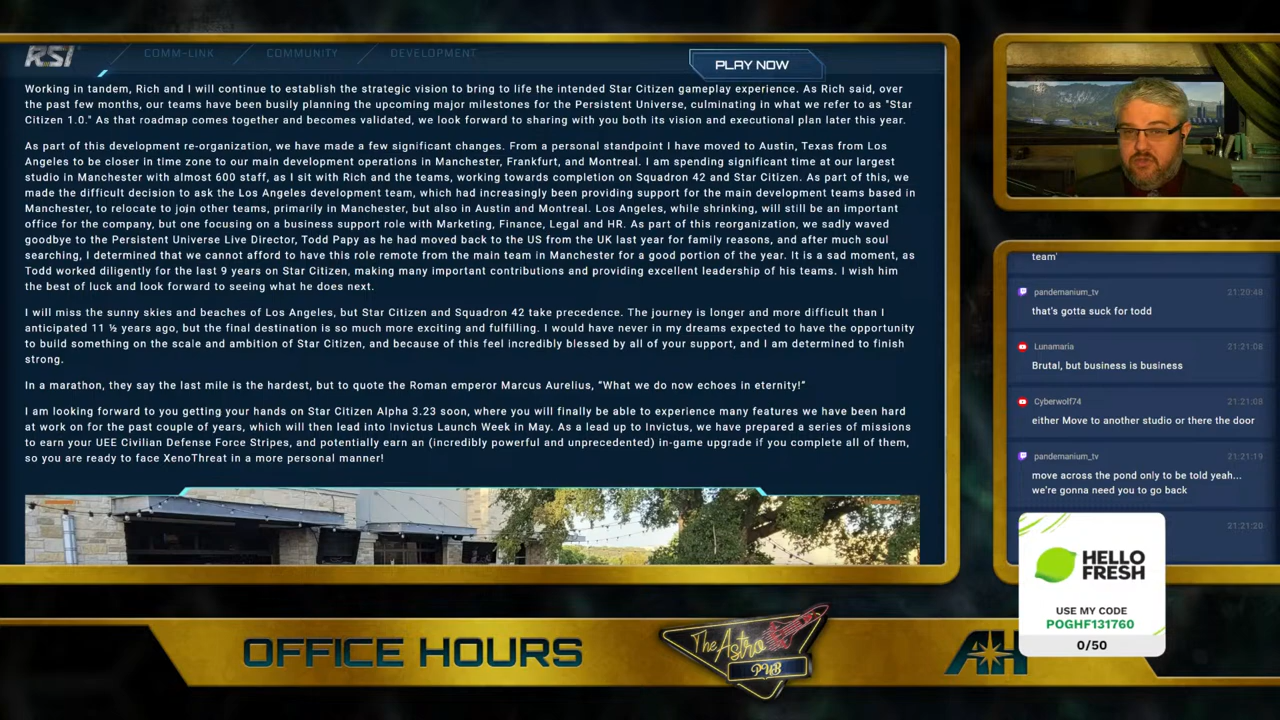 RSI
COMM-LINK
COMMUNITY
DEVELOPMENT
PLAY NOW
Working in tandem, Rich and I will continue to establish the strategic vision to bring to life the intended Star Citizen gameplay experience. As Rich said, over
the past few months, our teams have been busily planning the upcoming major milestones for the Persistent Universe, culminating in what we refer to as "Star
Citizen 1.0." As that roadmap comes together and becomes validated, we look forward to sharing with you both its vision and executional plan later this year.
As part of this development re-organization, we have made a few significant changes. From a personal standpoint I have moved to Austin, Texas from Los
Angeles to be closer in time zone to our main development operations in Manchester, Frankfurt, and Montreal. I am spending significant time at our largest
studio in Manchester with almost 600 staff, as I sit with Rich and the teams, working towards completion on Squadron 42 and Star Citizen. As part of this, we
made the difficult decision to ask the Los Angeles development team, which had increasingly been providing support for the main development teams based in
Manchester, to relocate to join other teams, primarily in Manchester, but also in Austin and Montreal. Los Angeles, while shrinking, will still be an important
office for the company, but one focusing on a business support role with Marketing, Finance, Legal and HR. As part of this reorganization, we sadly waved
goodbye to the Persistent Universe Live Director, Todd Papy as he had moved back to the US from the UK last year for family reasons, and after much soul
searching, I determined that we cannot afford to have this role remote from the main team in Manchester for a good portion of the year. It is a sad moment, as
Todd worked diligently for the last 9 years on Star Citizen, making many important contributions and providing excellent leadership of his teams. I wish him
the best of luck and look forward to seeing what he does next.
I will miss the sunny skies and beaches of Los Angeles, but Star Citizen and Squadron 42 take precedence. The journey is longer and more difficult than I
anticipated 11 ½ years ago, but the final destination is so much more exciting and fulfilling. I would have never in my dreams expected to have the opportunity
to build something on the scale and ambition of Star Citizen, and because of this feel incredibly blessed by all of your support, and I am determined to finish
strong.
In a marathon, they say the last mile is the hardest, but to quote the Roman emperor Marcus Aurelius, “What we do now echoes in eternity!”
I am looking forward to you getting your hands on Star Citizen Alpha 3.23 soon, where you will finally be able to experience many features we have been hard
at work on for the past couple of years, which will then lead into Invictus Launch Week in May. As a lead up to Invictus, we have prepared a series of missions
to earn your UEE Civilian Defense Force Stripes, and potentially earn an (incredibly powerful and unprecedented) in-game upgrade if you complete all of them,
so you are ready to face XenoThreat in a more personal manner!
team'
pandemanium_tv 21:20:48
that's gotta suck for todd
Lunamaria 21:21:08
Brutal, but business is business
Cyberwolf74 21:21:08
either Move to another studio or there the door
pandemanium_tv 21:21:19
move across the pond only to be told yeah...
we're gonna need you to go back
21:21:20
HELLO
FRESH
USE MY CODE
POGHF131760
0/50
OFFICE HOURS
The Astro
PUB
AH